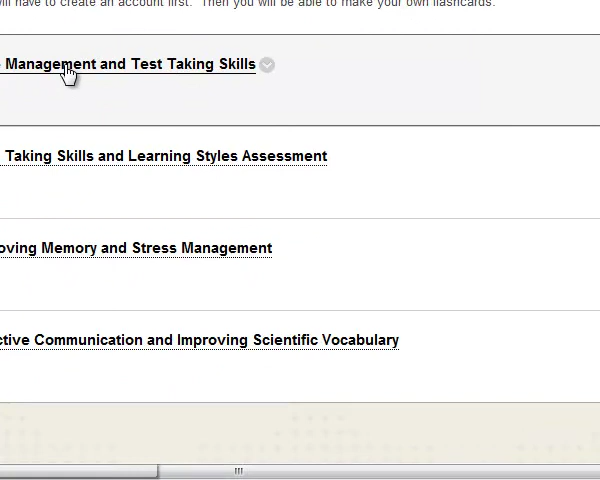 will have to create an account first. Then you will be able to make your own flashcards.
Management and Test Taking Skills
Taking Skills and Learning Styles Assessment
oving Memory and Stress Management
ctive Communication and Improving Scientific Vocabulary